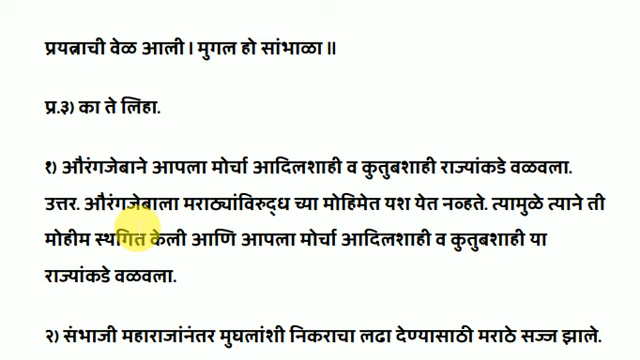 प्रयत्नाची वेळ आली । मुगल हो सांभाळा ॥
प्र.३) का ते लिहा.
१) औरंगजेबाने आपला मोर्चा आदिलशाही व कुतुबशाही राज्यांकडे वळवला.
उत्तर. औरंगजेबाला मराठ्यांविरुद्ध च्या मोहिमेत यश येत नव्हते. त्यामुळे त्याने ती
मोहीम स्थगित केली आणि आपला मोर्चा आदिलशाही व कुतुबशाही या
राज्यांकडे वळवला.
२) संभाजी महाराजांनंतर मुघलांशी निकराचा लढा देण्यासाठी मराठे सज्ज झाले.